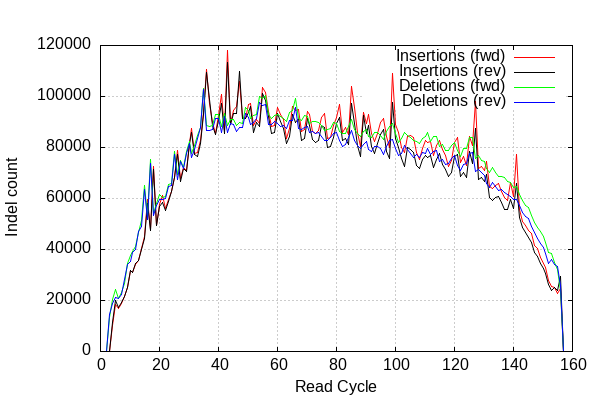 120000
Insertions (fwd)
Insertions (rev)
Deletions (fwd)
Deletions (rev)
100000
80000
60000
40000
20000
0
Indel count
0 20 40 60 80 100 120 140 160
Read Cycle